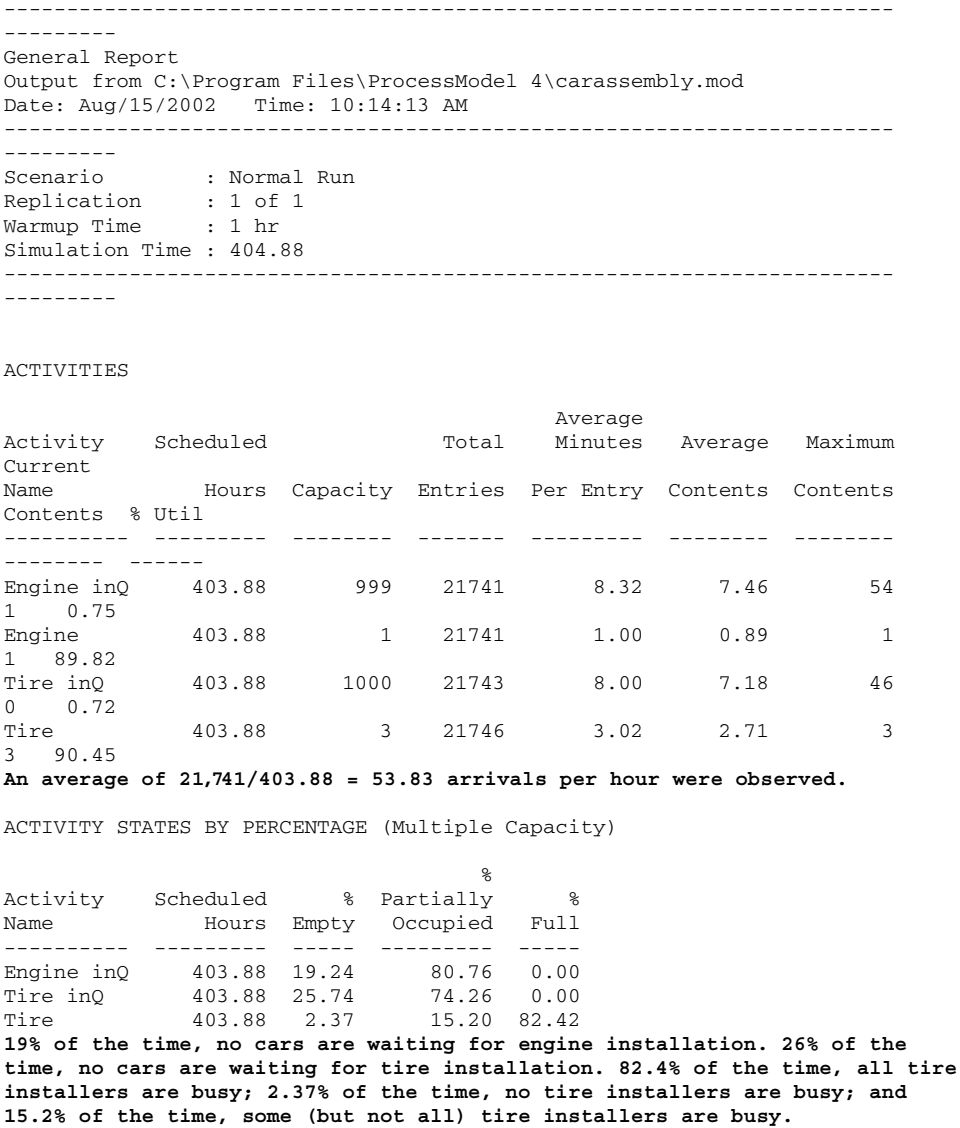 ----------------------------------------------------------------------
---------
General Report
Output from C:\Program Files\ProcessModel 4\carassembly.mod
Date: Aug/15/2002   Time: 10:14:13 AM
----------------------------------------------------------------------
---------
Scenario        : Normal Run
Replication     : 1 of 1
Warmup Time     : 1 hr
Simulation Time : 404.88
----------------------------------------------------------------------
---------
ACTIVITIES
                                           Average
Activity    Scheduled             Total    Minutes   Average   Maximum
Current
Name            Hours  Capacity  Entries  Per Entry  Contents  Contents
Contents  % Util
----------  ---------  --------  -------  ---------  --------  --------
--------  ------
Engine inQ     403.88       999    21741       8.32      7.46        54
1    0.75
Engine         403.88         1    21741       1.00      0.89         1
1   89.82
Tire inQ       403.88      1000    21743       8.00      7.18        46
0    0.72
Tire           403.88         3    21746       3.02      2.71         3
3   90.45
An average of 21,741/403.88 = 53.83 arrivals per hour were observed.
ACTIVITY STATES BY PERCENTAGE (Multiple Capacity)
                                     %
Activity    Scheduled      %  Partially      %
Name            Hours  Empty   Occupied   Full
----------  ---------  -----  ---------  -----
Engine inQ     403.88  19.24      80.76   0.00
Tire inQ       403.88  25.74      74.26   0.00
Tire           403.88   2.37      15.20  82.42
19% of the time, no cars are waiting for engine installation. 26% of the
time, no cars are waiting for tire installation. 82.4% of the time, all tire
installers are busy; 2.37% of the time, no tire installers are busy; and
15.2% of the time, some (but not all) tire installers are busy.